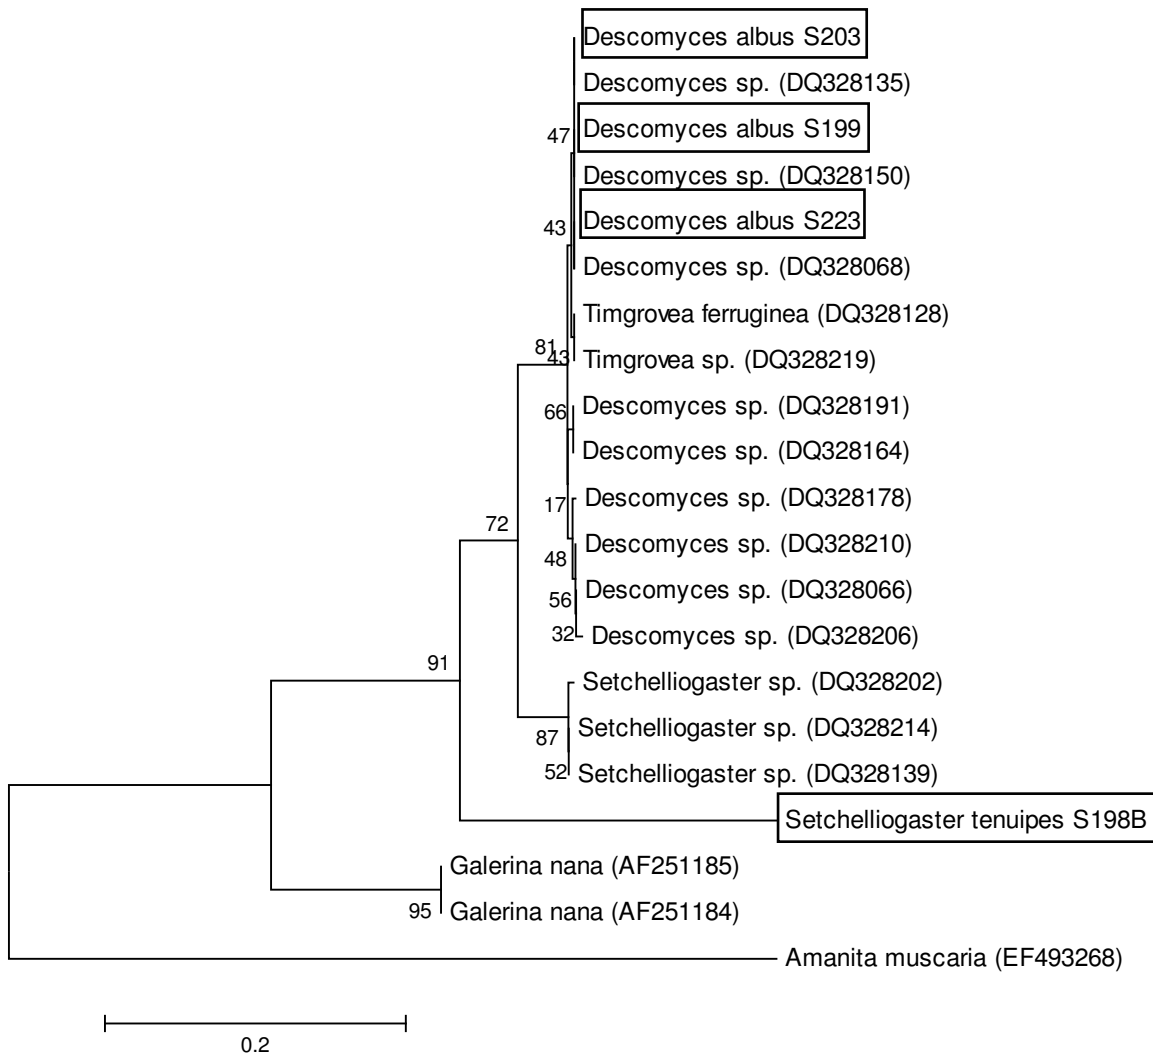 Descomyces albus S203
Descomyces sp. (DQ328135)
47
Descomyces albus S199
Descomyces sp. (DQ328150)
43
Descomyces albus S223
Descomyces sp. (DQ328068)
Timgrovea ferruginea (DQ328128)
81
43
Timgrovea sp. (DQ328219)
66
Descomyces sp. (DQ328191)
Descomyces sp. (DQ328164)
17
Descomyces sp. (DQ328178)
72
48
Descomyces sp. (DQ328210)
56
Descomyces sp. (DQ328066)
32
Descomyces sp. (DQ328206)
91
Setchelliogaster sp. (DQ328202)
87
Setchelliogaster sp. (DQ328214)
52
Setchelliogaster sp. (DQ328139)
Setchelliogaster tenuipes S198B
Galerina nana (AF251185)
95
Galerina nana (AF251184)
Amanita muscaria (EF493268)
0.2